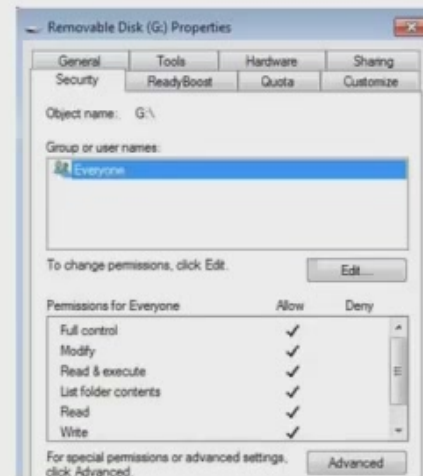 Removable Disk (G:) Properties
General Tools Hardware Sharing
Security ReadyBoost Quota Customize
Object name: G:\
Group or user names:
Everyone
To change permissions, click Edit.
Edit...
Permissions for Everyone Allow Deny
Full control
Modify
Read & execute
List folder contents
Read
Write
For special permissions or advanced settings,
click Advanced.
Advanced